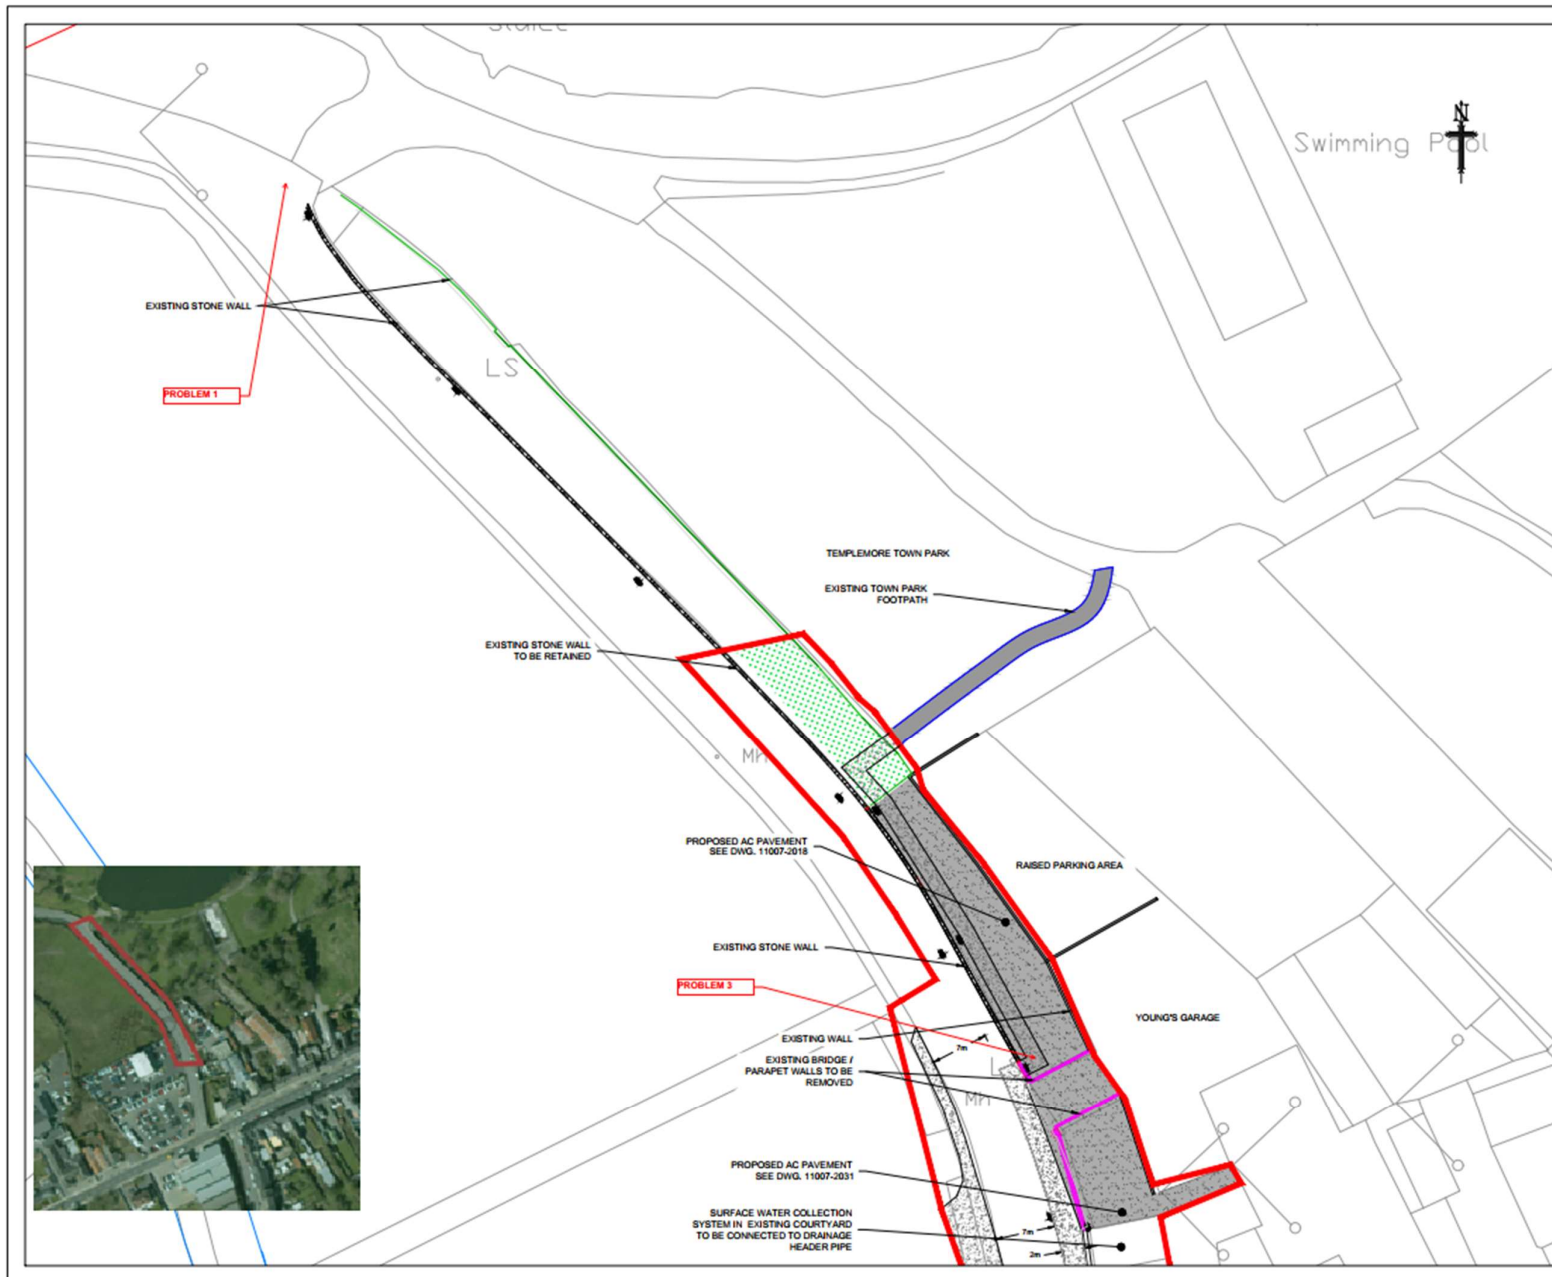 N
Swimming Pool
EXISTING STONE WALL
LS
PROBLEM 1
TEMPLEMORE TOWN PARK
EXISTING TOWN PARK
FOOTPATH
EXISTING STONE WALL
TO BE RETAINED
MH
PROPOSED AC PAVEMENT
SEE DWG. 11007-2018
RAISED PARKING AREA
EXISTING STONE WALL
PROBLEM 3
YOUNG'S GARAGE
EXISTING WALL
7m
EXISTING BRIDGE /
PARAPET WALLS TO BE
REMOVED
MH
PROPOSED AC PAVEMENT
SEE DWG. 11007-2031
SURFACE WATER COLLECTION
SYSTEM IN EXISTING COURTYARD
TO BE CONNECTED TO DRAINAGE
HEADER PIPE
7m
2m